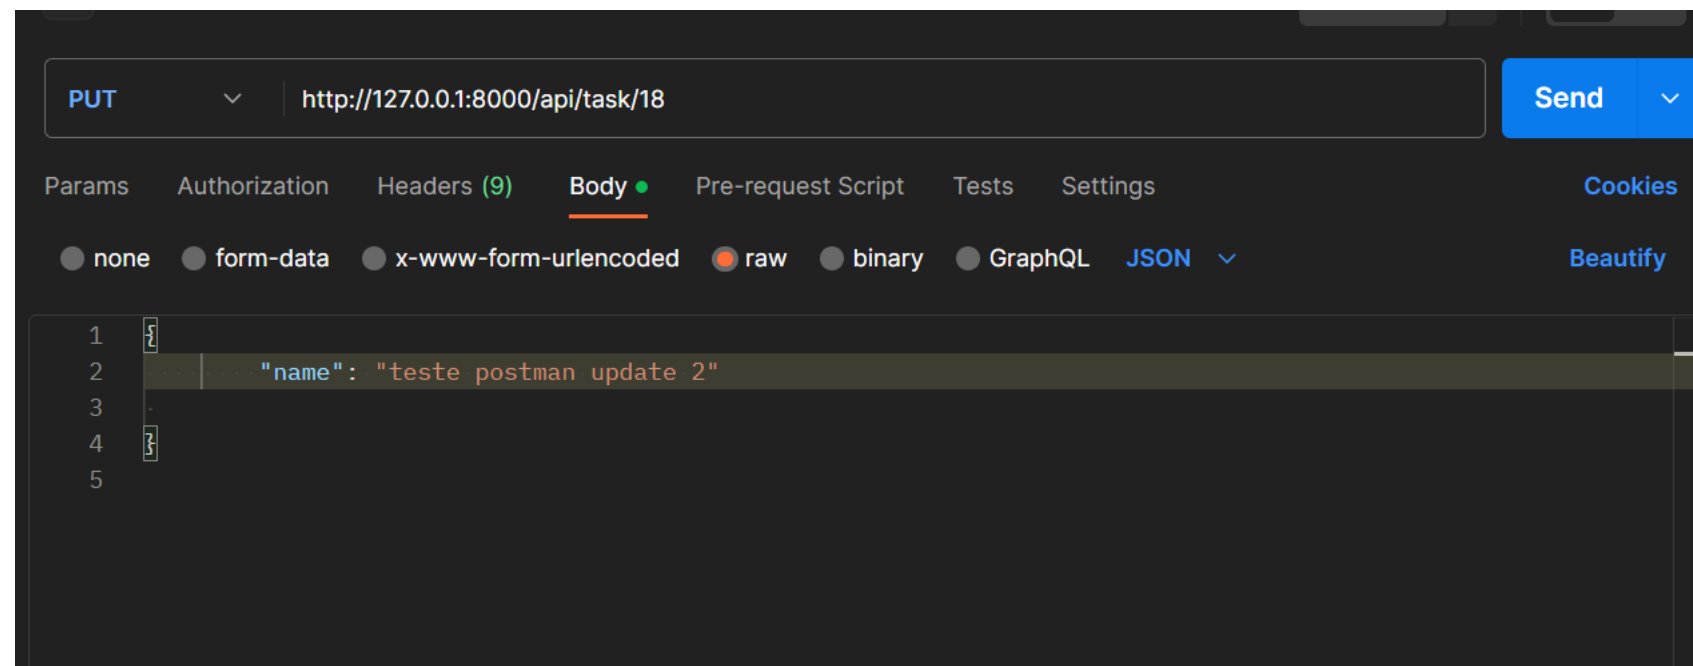 PUT http://127.0.0.1:8000/api/task/18 Send
Params Authorization Headers (9) Body Pre-request Script Tests Settings Cookies
none form-data x-www-form-urlencoded raw binary GraphQL JSON Beautify
1 {
2 "name": "teste postman update 2"
3
4 }
5